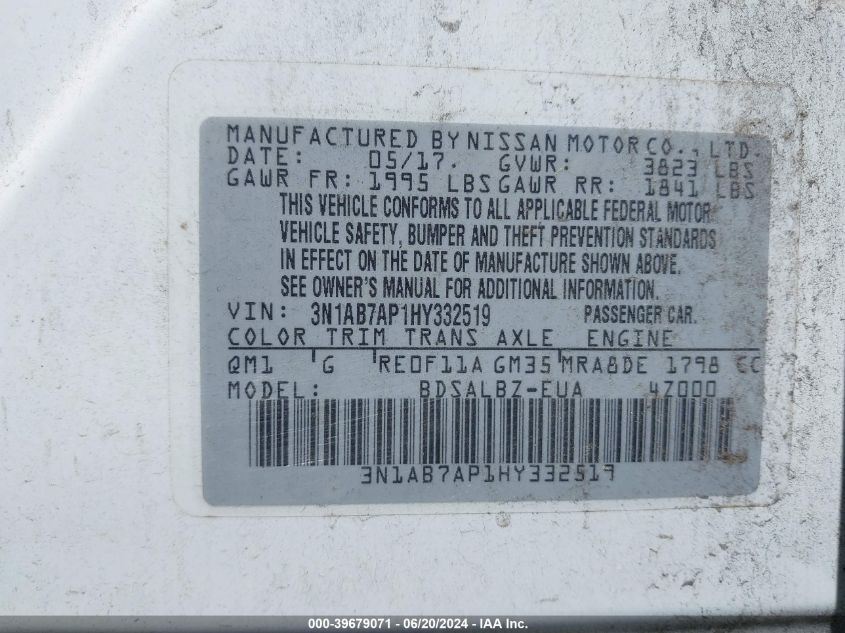 MANUFACTURED BY NISSAN MOTOR CO., LTD.
DATE: 05/17. GVWR: 3823 LBS
GAWR FR: 1995 LBS GAWR RR: 1841 LBS
THIS VEHICLE CONFORMS TO ALL APPLICABLE FEDERAL MOTOR
VEHICLE SAFETY, BUMPER AND THEFT PREVENTION STANDARDS
IN EFFECT ON THE DATE OF MANUFACTURE SHOWN ABOVE.
SEE OWNER'S MANUAL FOR ADDITIONAL INFORMATION.
VIN: 3N1AB7AP1HY332519 PASSENGER CAR.
COLOR TRIM TRANS AXLE ENGINE
QM1 G RE0F11A GM35 MRA8DE 1798 CC
MODEL: BDSALBZ-EUA 4Z000
3N1AB7AP1HY332519
000-39679071 - 06/20/2024 - IAA Inc.